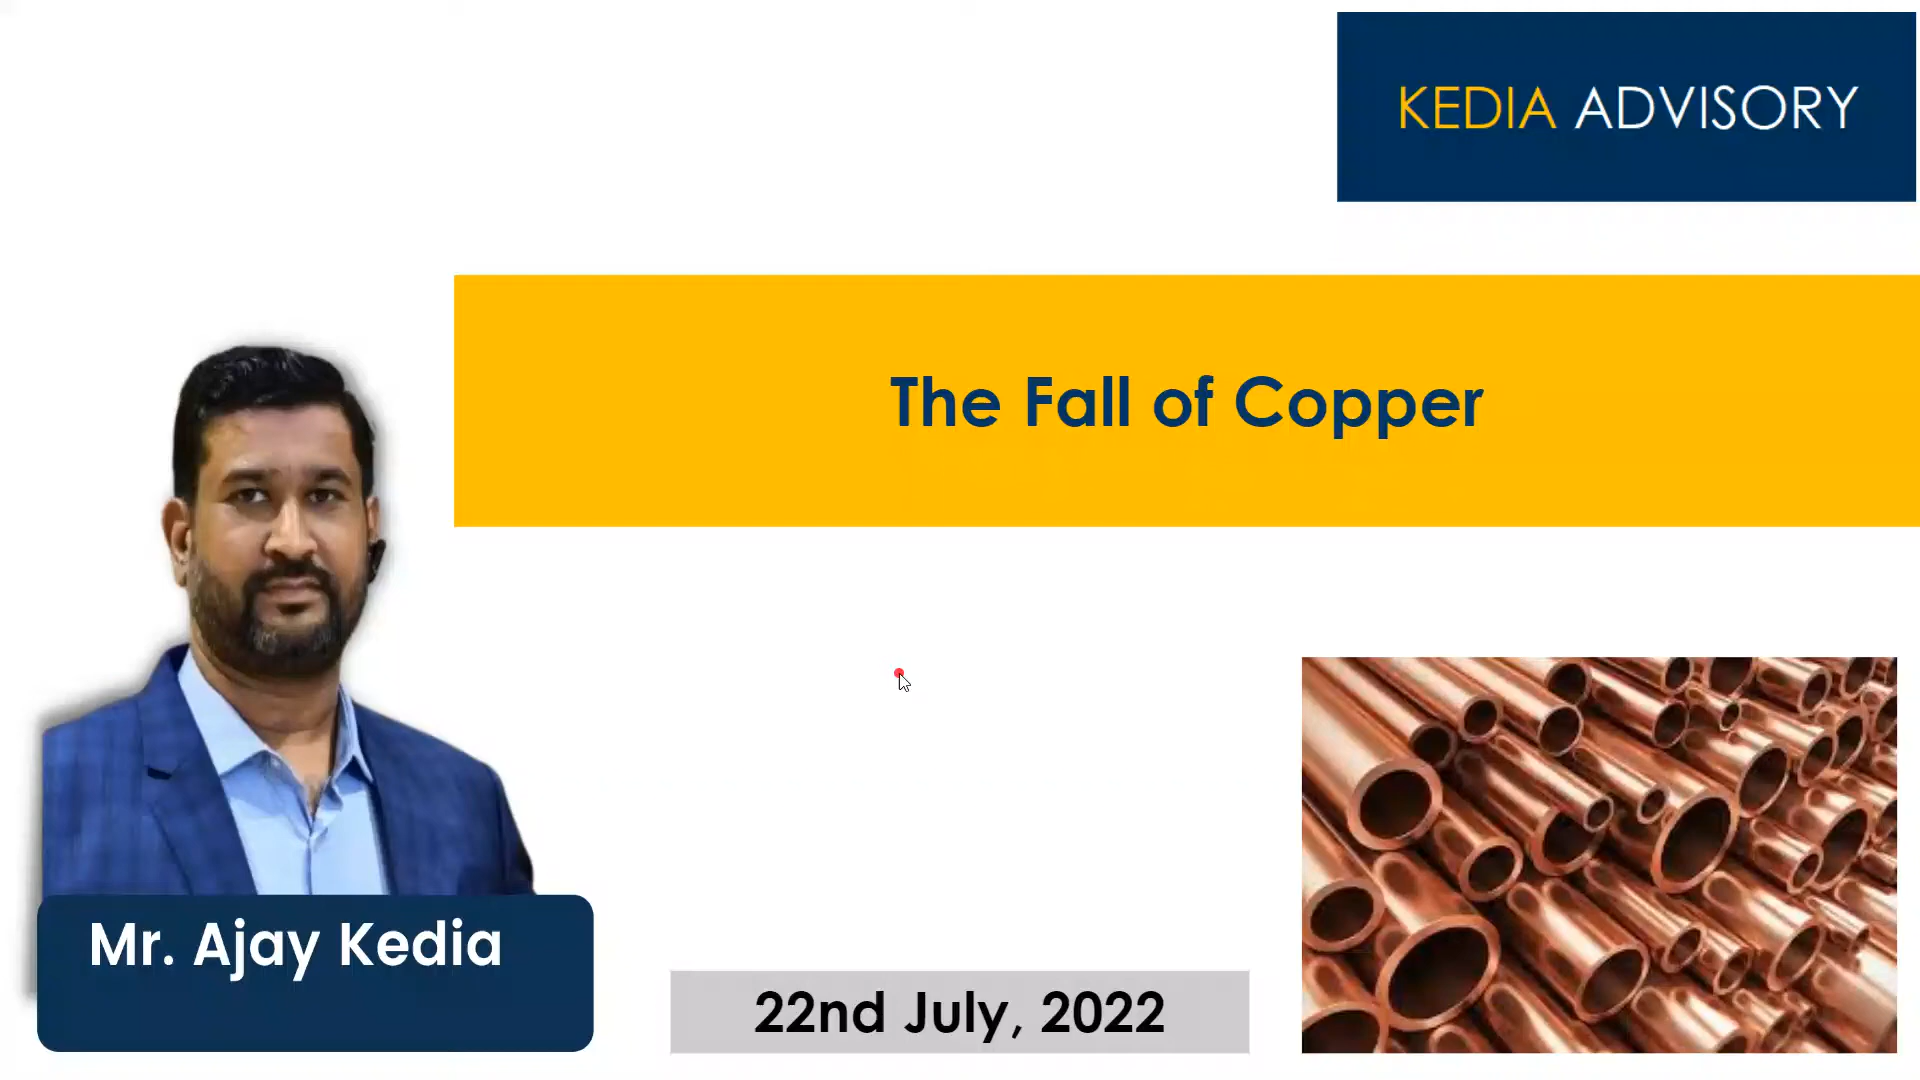 KEDIA ADVISORY
The Fall of Copper
Mr. Ajay Kedia
22nd July, 2022